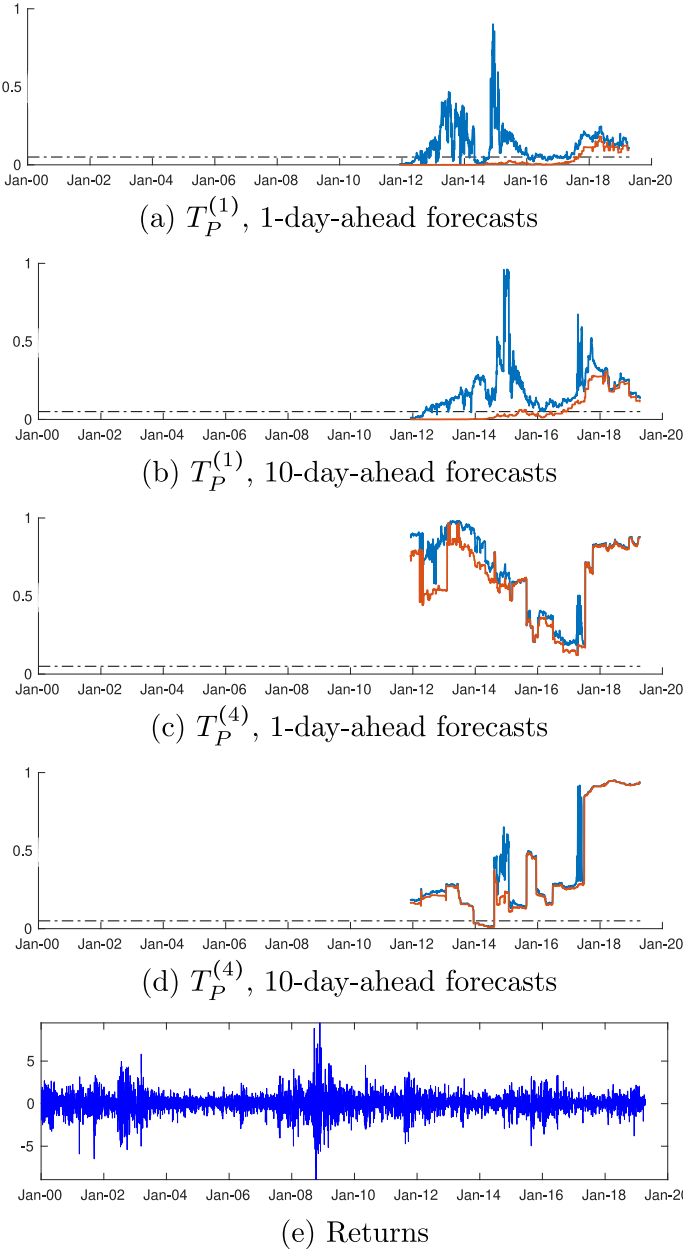 1
0.5
0
Jan-00 Jan-02 Jan-04 Jan-06 Jan-08 Jan-10 Jan-12 Jan-14 Jan-16 Jan-18 Jan-20
(a) T_P^{(1)}, 1-day-ahead forecasts
1
0.5
0
Jan-00 Jan-02 Jan-04 Jan-06 Jan-08 Jan-10 Jan-12 Jan-14 Jan-16 Jan-18 Jan-20
(b) T_P^{(1)}, 10-day-ahead forecasts
1
0.5
0
Jan-00 Jan-02 Jan-04 Jan-06 Jan-08 Jan-10 Jan-12 Jan-14 Jan-16 Jan-18 Jan-20
(c) T_P^{(4)}, 1-day-ahead forecasts
1
0.5
0
Jan-00 Jan-02 Jan-04 Jan-06 Jan-08 Jan-10 Jan-12 Jan-14 Jan-16 Jan-18 Jan-20
(d) T_P^{(4)}, 10-day-ahead forecasts
5
0
-5
Jan-00 Jan-02 Jan-04 Jan-06 Jan-08 Jan-10 Jan-12 Jan-14 Jan-16 Jan-18 Jan-20
(e) Returns